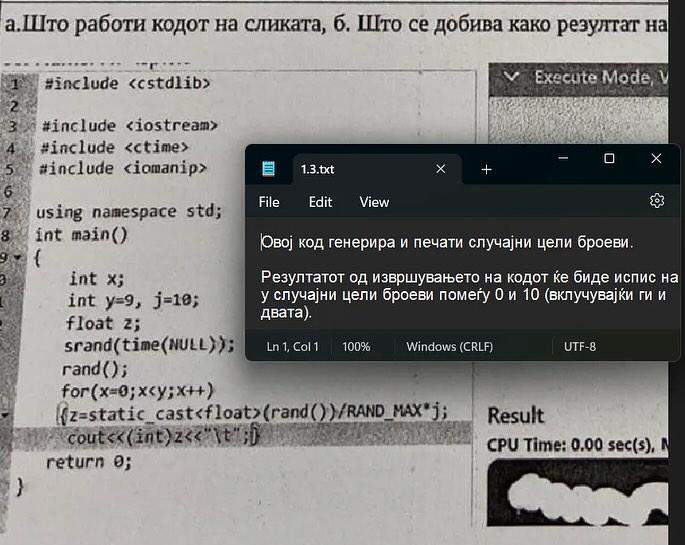 а.Што работи кодот на сликата, б. Што се добива како резултат на
1 #include <cstdlib>
2
3 #include <iostream>
4 #include <ctime>
5 #include <iomanip>
6
7 using namespace std;
8 int main()
9 {
int x;
int y=9, j=10;
float z;
srand(time(NULL));
rand();
for(x=0;x<y;x++)
{z=static_cast<float>(rand())/RAND_MAX*j;
cout<<(int)z<<"\t";}
return 0;
}
Execute Mode, V
1.3.txt
File Edit View
Овој код генерира и печати случајни цели броеви.
Резултатот од извршувањето на кодот ќе биде испис на
y случајни цели броеви помеѓу 0 и 10 (вклучувајќи ги и
двата).
Ln 1, Col 1 100% Windows (CRLF) UTF-8
Result
CPU Time: 0.00 sec(s),